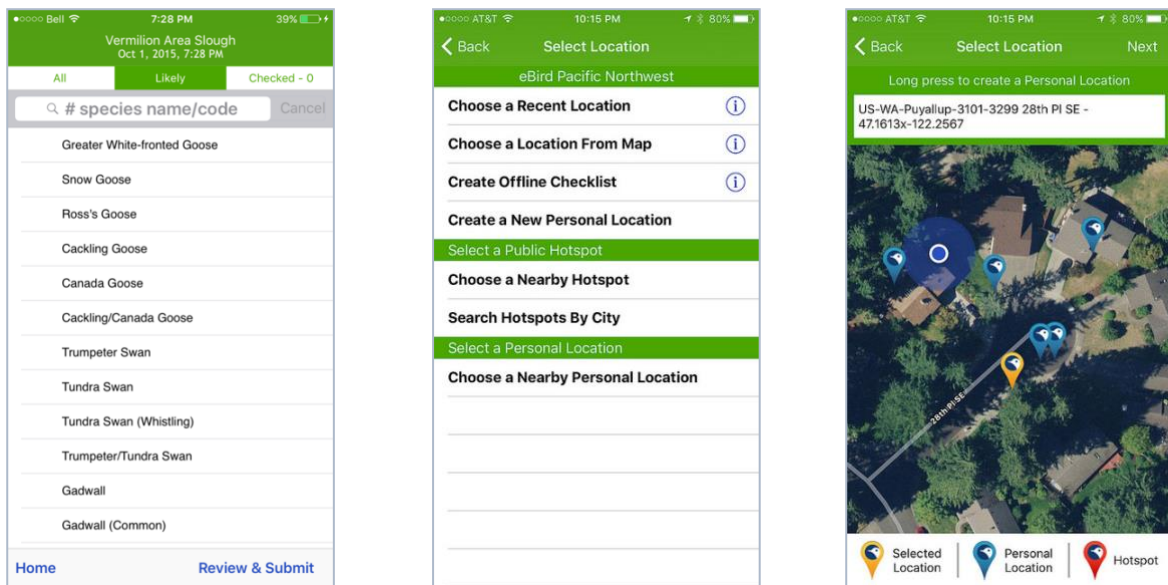 Bell 7:28 PM 39%
Vermilion Area Slough
Oct 1, 2015, 7:28 PM
All Likely Checked - 0
# species name/code Cancel
Greater White-fronted Goose
Snow Goose
Ross's Goose
Cackling Goose
Canada Goose
Cackling/Canada Goose
Trumpeter Swan
Tundra Swan
Tundra Swan (Whistling)
Trumpeter/Tundra Swan
Gadwall
Gadwall (Common)
Home Review & Submit
AT&T 10:15 PM 80%
Back Select Location
eBird Pacific Northwest
Choose a Recent Location
Choose a Location From Map
Create Offline Checklist
Create a New Personal Location
Select a Public Hotspot
Choose a Nearby Hotspot
Search Hotspots By City
Select a Personal Location
Choose a Nearby Personal Location
AT&T 10:15 PM 80%
Back Select Location Next
Long press to create a Personal Location
US-WA-Puyallup-3101-3299 28th Pl SE -
47.1613x-122.2567
28th Pl SE
Selected Location
Personal Location
Hotspot